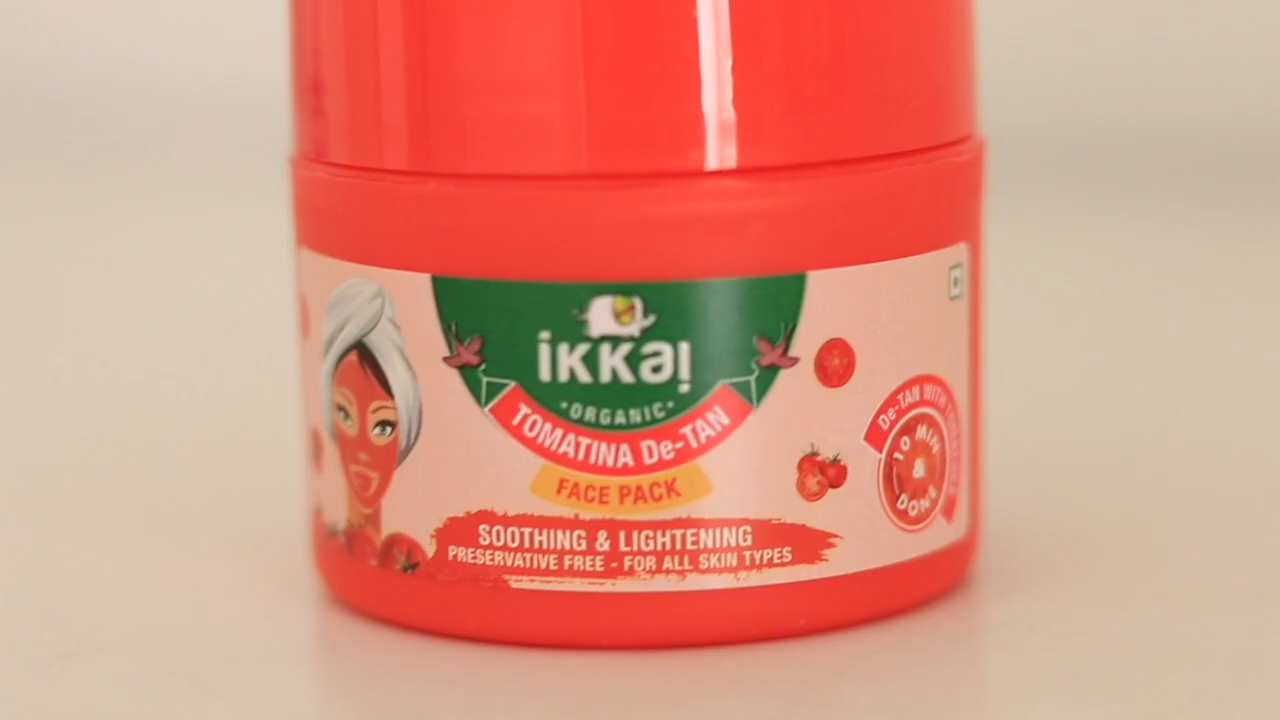 ikkai
•ORGANIC•
TOMATINA De-TAN
FACE PACK
SOOTHING & LIGHTENING
PRESERVATIVE FREE - FOR ALL SKIN TYPES
De-TAN WITH
10 MIN
&
DONE